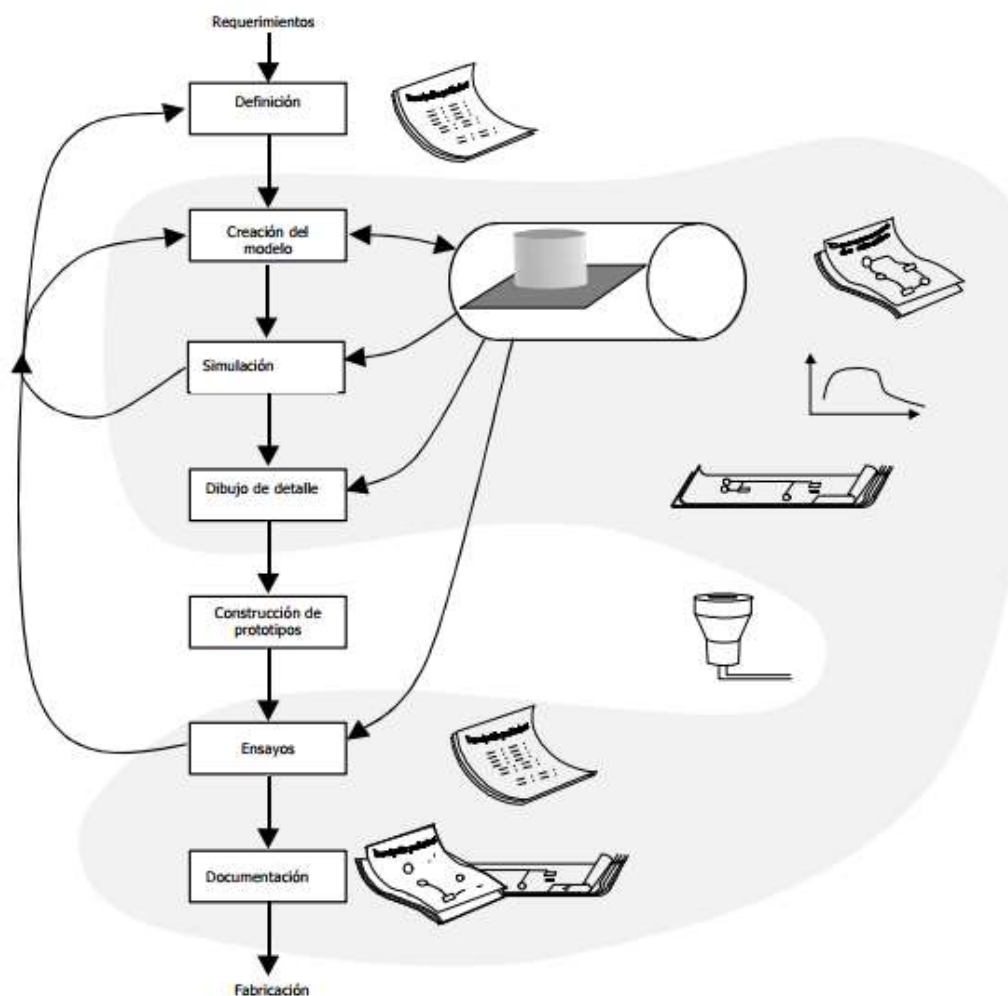 Requerimientos
Definición
Creación del
modelo
Simulación
Dibujo de detalle
Construcción de
prototipos
Ensayos
Documentación
Fabricación